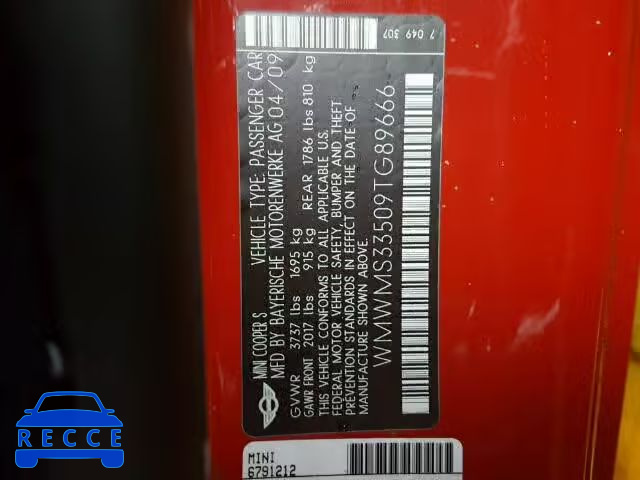 MINI COOPER S VEHICLE TYPE: PASSENGER CAR
MFD BY BAYERISCHE MOTORENWERKE AG 04/09
GVWR 3737 lbs 1695 kg
GAWR FRONT 2017 lbs 915 kg REAR 1786 lbs 810 kg
THIS VEHICLE CONFORMS TO ALL APPLICABLE U.S.
FEDERAL MOTOR VEHICLE SAFETY, BUMPER AND THEFT
PREVENTION STANDARDS IN EFFECT ON THE DATE OF
MANUFACTURE SHOWN ABOVE.
WMWMS33509TG89666
7 049 307
MINI
6791212
RECCE